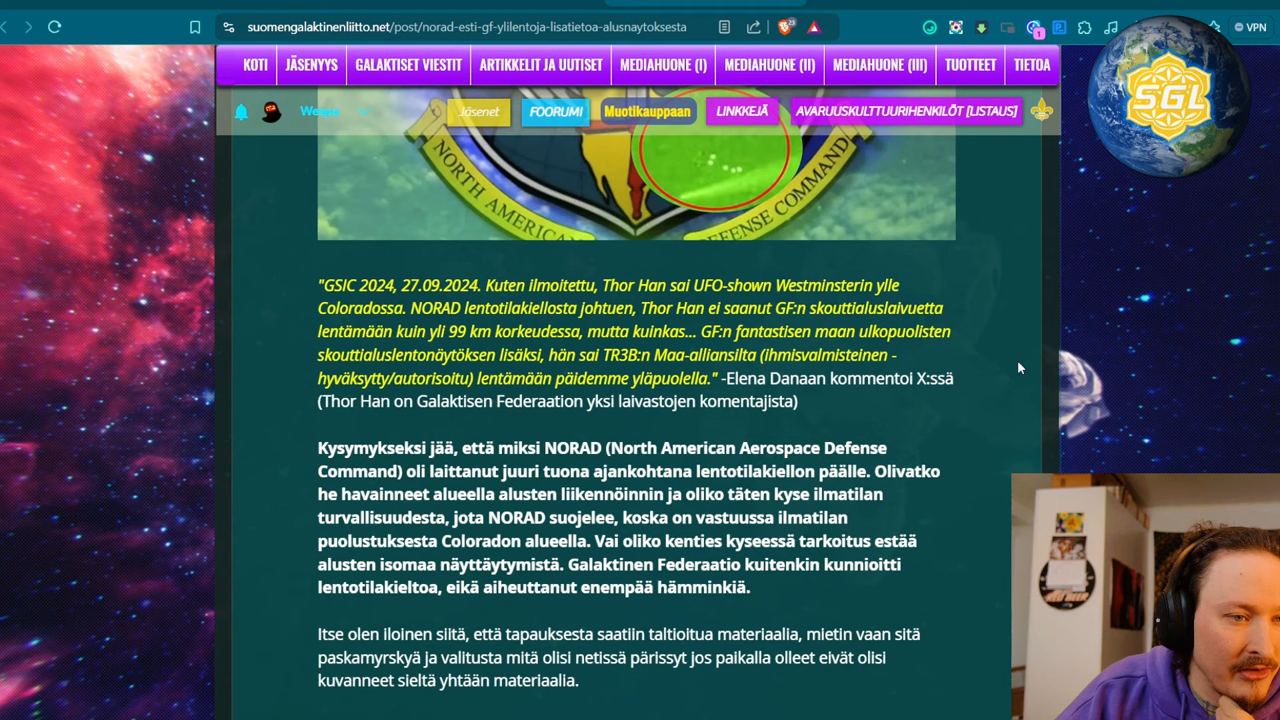 suomengalaktinenliitto.net/post/norad-esti-gf-ylilentoja-lisatietoa-alusnaytoksesta
23
1
VPN
KOTI JÄSENYYS GALAKTISET VIESTIT ARTIKKELIT JA UUTISET MEDIAHUONE (I) MEDIAHUONE (II) MEDIAHUONE (III) TUOTTEET TIETOA
Jäsenet FOORUMI Muotikauppaan LINKKEJÄ AVARUUSKULTTUURIHENKILÖT [LISTAUS]
SGL
NORTH AMERICAN
DEFENSE COMMAND
"GSIC 2024, 27.09.2024. Kuten ilmoitettu, Thor Han sai UFO-shown Westminsterin ylle
Coloradossa. NORAD lentotilakiellosta johtuen, Thor Han ei saanut GF:n skouttialuslaivuetta
lentämään kuin yli 99 km korkeudessa, mutta kuinkas... GF:n fantastisen maan ulkopuolisten
skouttialuslentonäytöksen lisäksi, hän sai TR3B:n Maa-alliansilta (ihmisvalmisteinen -
hyväksytty/autorisoitu) lentämään päidemme yläpuolella." -Elena Danaan kommentoi X:ssä
(Thor Han on Galaktisen Federaation yksi laivastojen komentajista)
Kysymykseksi jää, että miksi NORAD (North American Aerospace Defense
Command) oli laittanut juuri tuona ajankohtana lentotilakiellon päälle. Olivatko
he havainneet alueella alusten liikennöinnin ja oliko täten kyse ilmatilan
turvallisuudesta, jota NORAD suojelee, koska on vastuussa ilmatilan
puolustuksesta Coloradon alueella. Vai oliko kenties kyseessä tarkoitus estää
alusten isomaa näyttäytymistä. Galaktinen Federaatio kuitenkin kunnioitti
lentotilakieltoa, eikä aiheuttanut enempää hämminkiä.
Itse olen iloinen siitä, että tapauksesta saatiin taltioitua materiaalia, mietin vaan sitä
paskamyrskyä ja valitusta mitä olisi netissä pärissyt jos paikalla olleet eivät olisi
kuvanneet sieltä yhtään materiaalia.